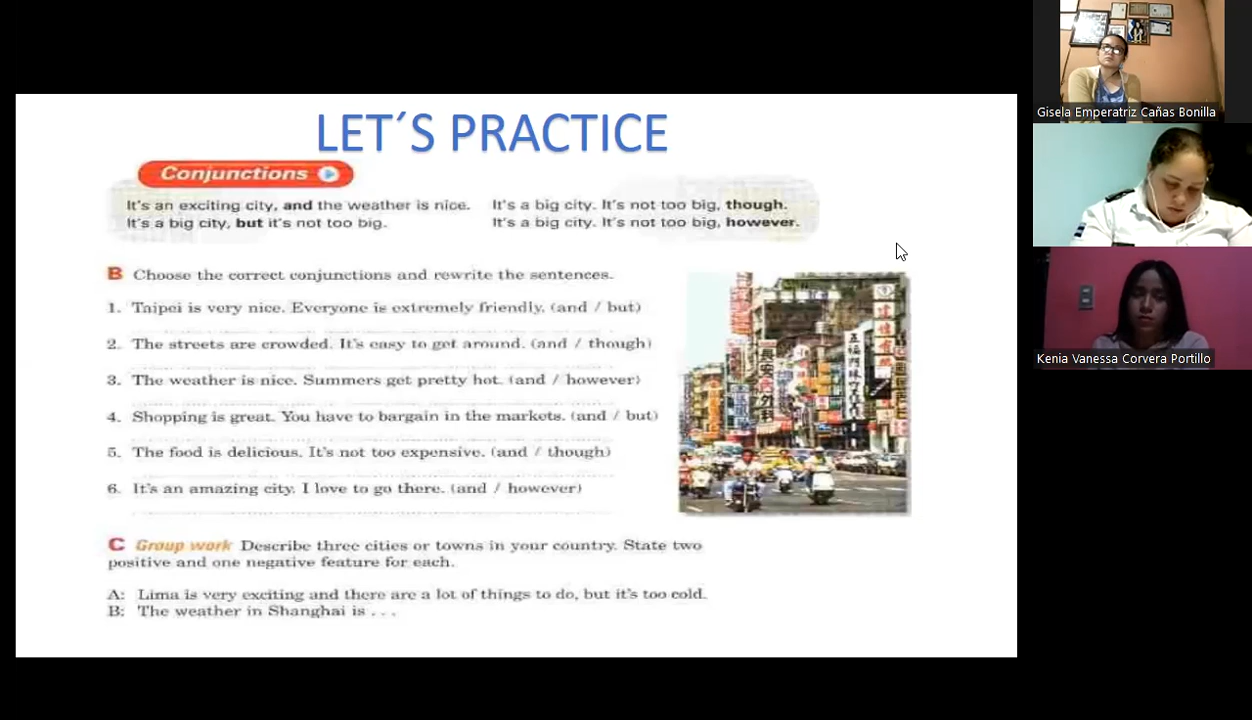 LET´S PRACTICE
Conjunctions
It's an exciting city, and the weather is nice. It's a big city. It's not too big, though.
It's a big city, but it's not too big. It's a big city. It's not too big, however.
B Choose the correct conjunctions and rewrite the sentences.
1. Taipei is very nice. Everyone is extremely friendly. (and / but)
2. The streets are crowded. It's easy to get around. (and / though)
3. The weather is nice. Summers get pretty hot. (and / however)
4. Shopping is great. You have to bargain in the markets. (and / but)
5. The food is delicious. It's not too expensive. (and / though)
6. It's an amazing city. I love to go there. (and / however)
C Group work Describe three cities or towns in your country. State two
positive and one negative feature for each.
A: Lima is very exciting and there are a lot of things to do, but it's too cold.
B: The weather in Shanghai is . . .
Gisela Emperatriz Cañas Bonilla
Kenia Vanessa Corvera Portillo